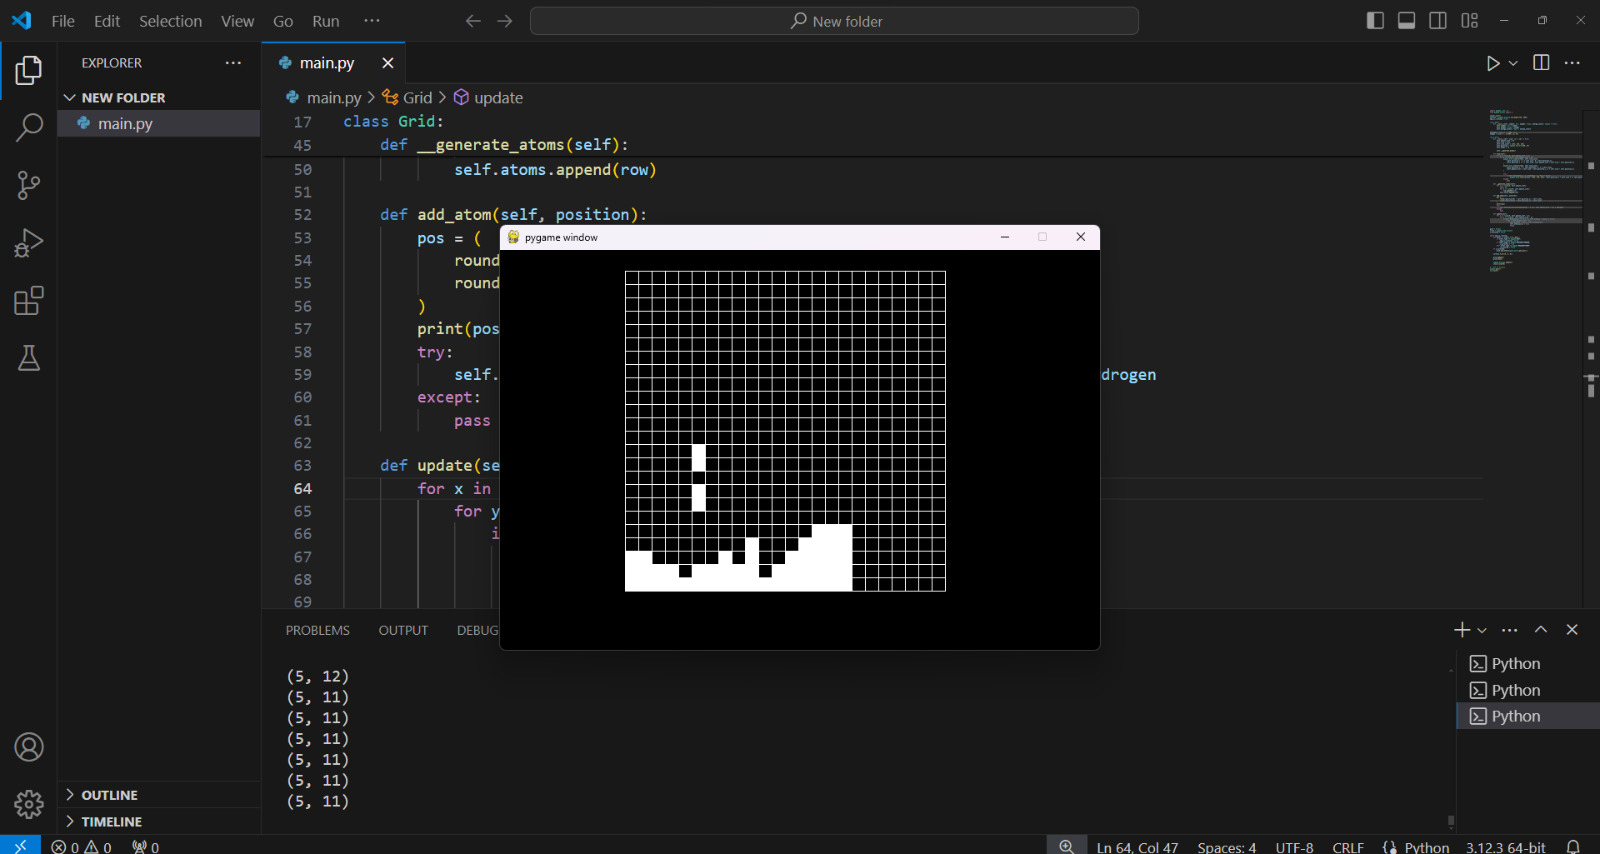 File Edit Selection View Go Run ··· New folder
EXPLORER ···
NEW FOLDER
main.py
OUTLINE
TIMELINE
main.py
main.py > Grid > update
17 class Grid:
45 def __generate_atoms(self):
50 self.atoms.append(row)
51
52 def add_atom(self, position):
53 pos = (
54 round
55 round
56 )
57 print(pos
58 try:
59 self. drogen
60 except:
61 pass
62
63 def update(se
64 for x in
65 for y
66 i
67
68
69
pygame window
PROBLEMS OUTPUT DEBUG
(5, 12)
(5, 11)
(5, 11)
(5, 11)
(5, 11)
(5, 11)
(5, 11)
Python
Python
Python
0 0 0 Ln 64, Col 47 Spaces: 4 UTF-8 CRLF Python 3.12.3 64-bit